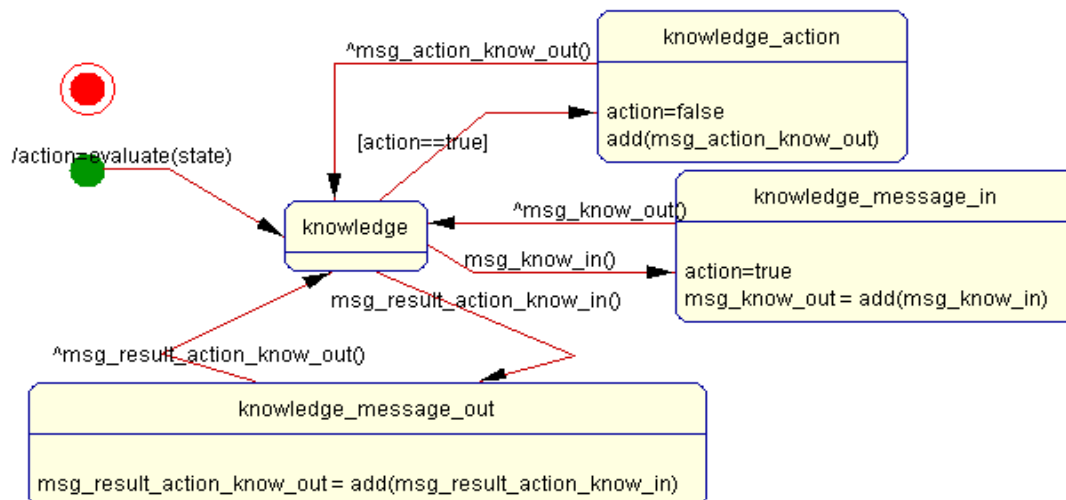 knowledge_action
^msg_action_know_out()
action=false
add(msg_action_know_out)
[action==true]
/action=evaluate(state)
knowledge_message_in
^msg_know_out()
knowledge
msg_know_in()
action=true
msg_know_out = add(msg_know_in)
msg_result_action_know_in()
^msg_result_action_know_out()
knowledge_message_out
msg_result_action_know_out = add(msg_result_action_know_in)